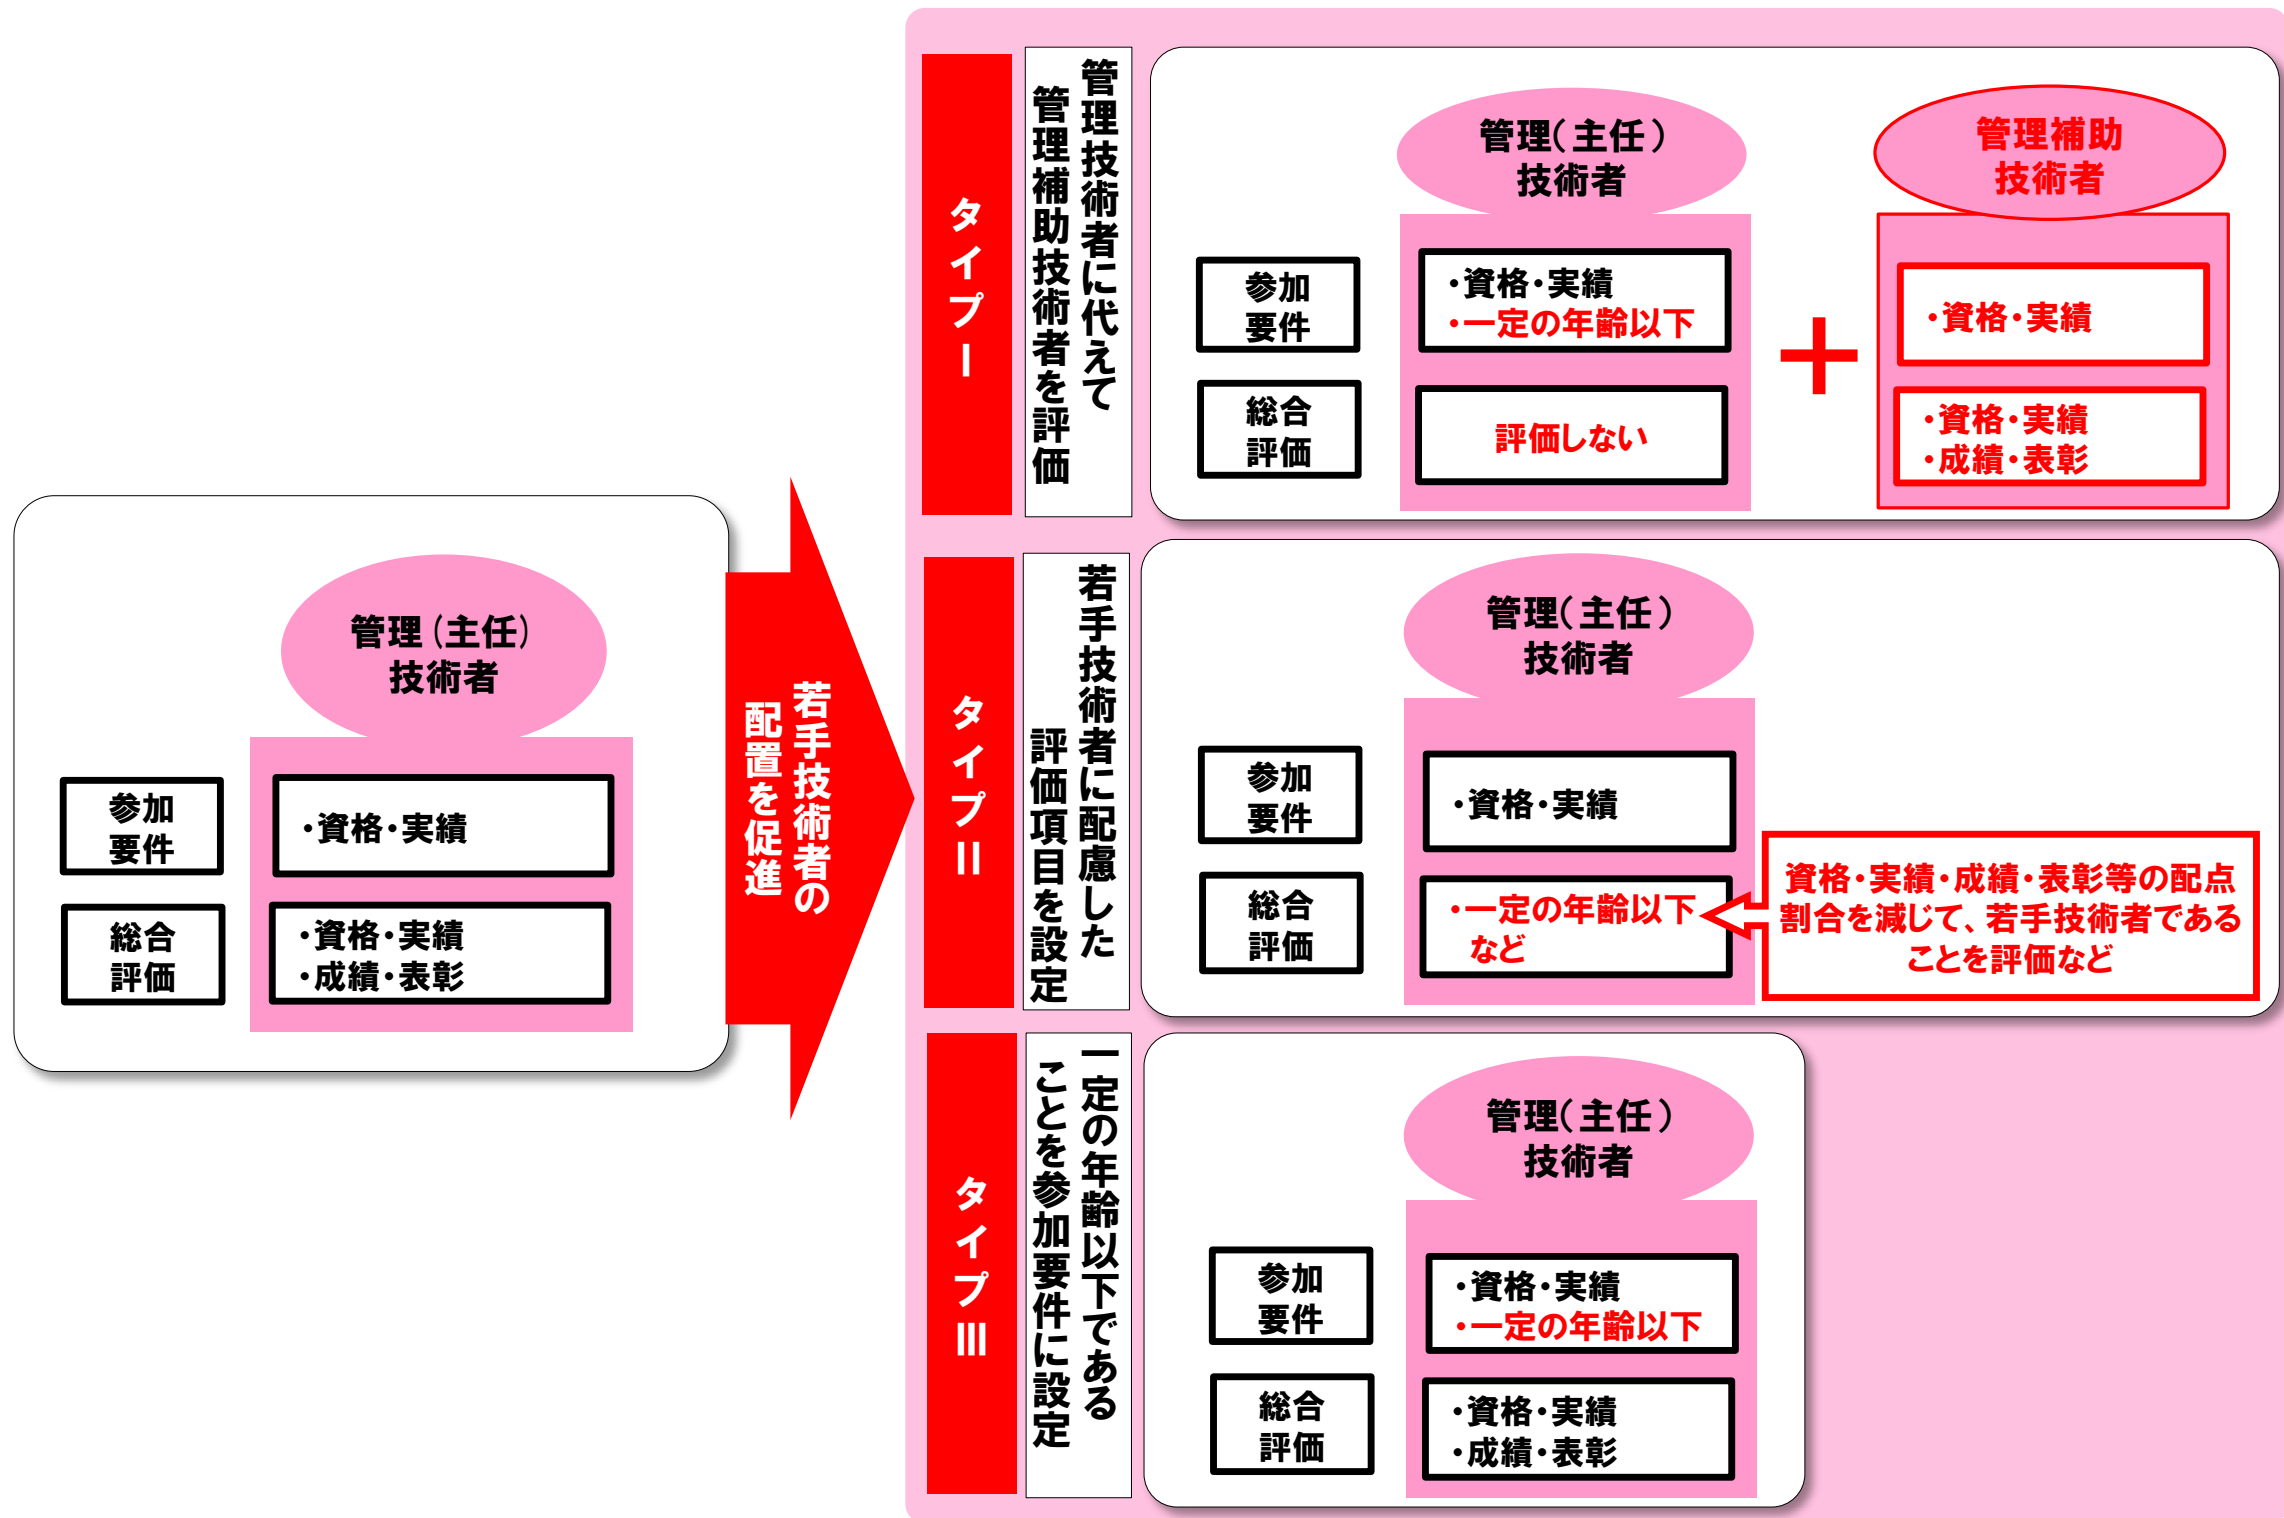 管理(主任)
技術者
参加
要件
・資格・実績
総合
評価
・資格・実績
・成績・表彰
若手技術者の
配置を促進
タイプⅠ
管理技術者に代えて
管理補助技術者を評価
管理(主任)
技術者
参加
要件
・資格・実績
・一定の年齢以下
総合
評価
評価しない
＋
管理補助
技術者
・資格・実績
・資格・実績
・成績・表彰
タイプⅡ
若手技術者に配慮した
評価項目を設定
管理(主任)
技術者
参加
要件
・資格・実績
総合
評価
・一定の年齢以下
など
資格・実績・成績・表彰等の配点
割合を減じて、若手技術者である
ことを評価など
タイプⅢ
一定の年齢以下である
ことを参加要件に設定
管理(主任)
技術者
参加
要件
・資格・実績
・一定の年齢以下
総合
評価
・資格・実績
・成績・表彰